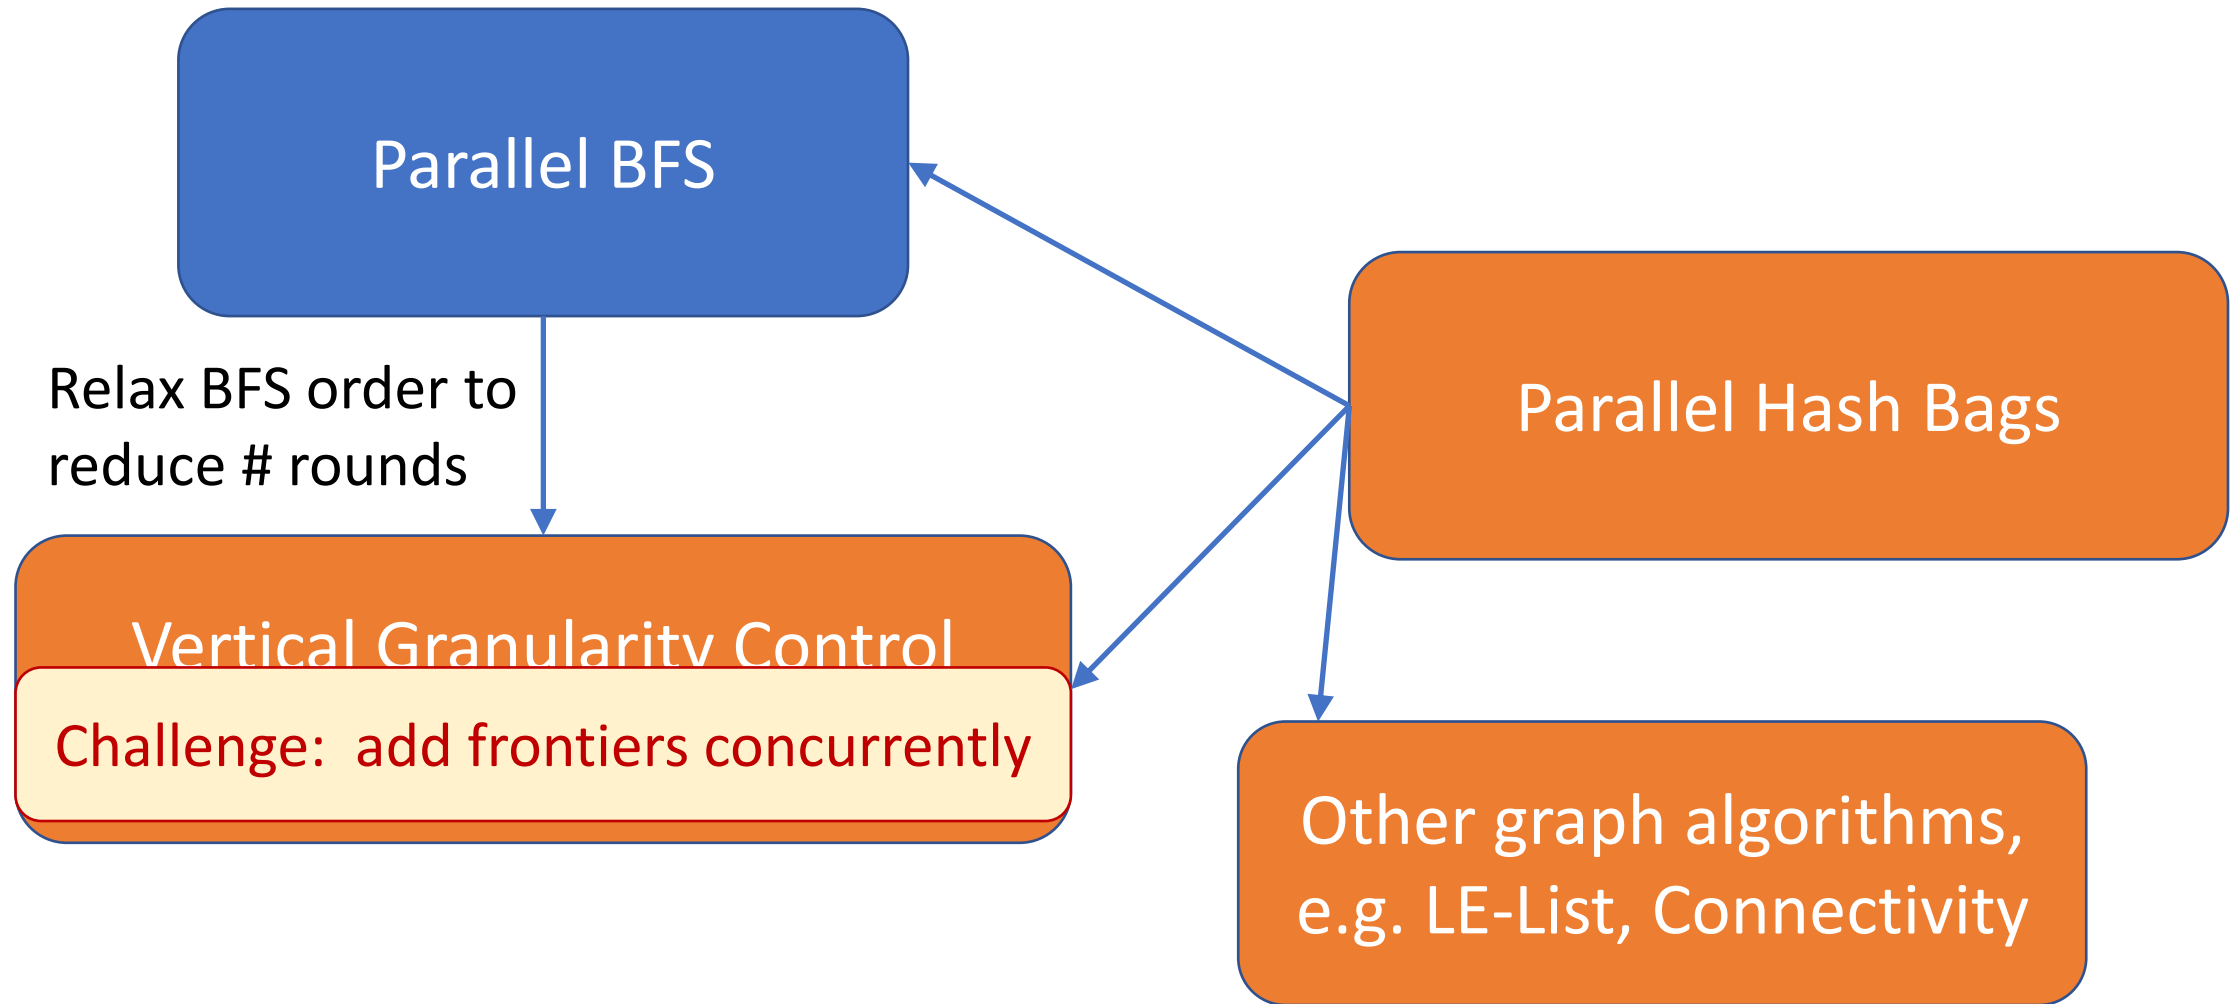 Parallel BFS
Relax BFS order to
reduce # rounds
Parallel Hash Bags
Vertical Granularity Control
Challenge:  add frontiers concurrently
Other graph algorithms,
e.g. LE-List, Connectivity